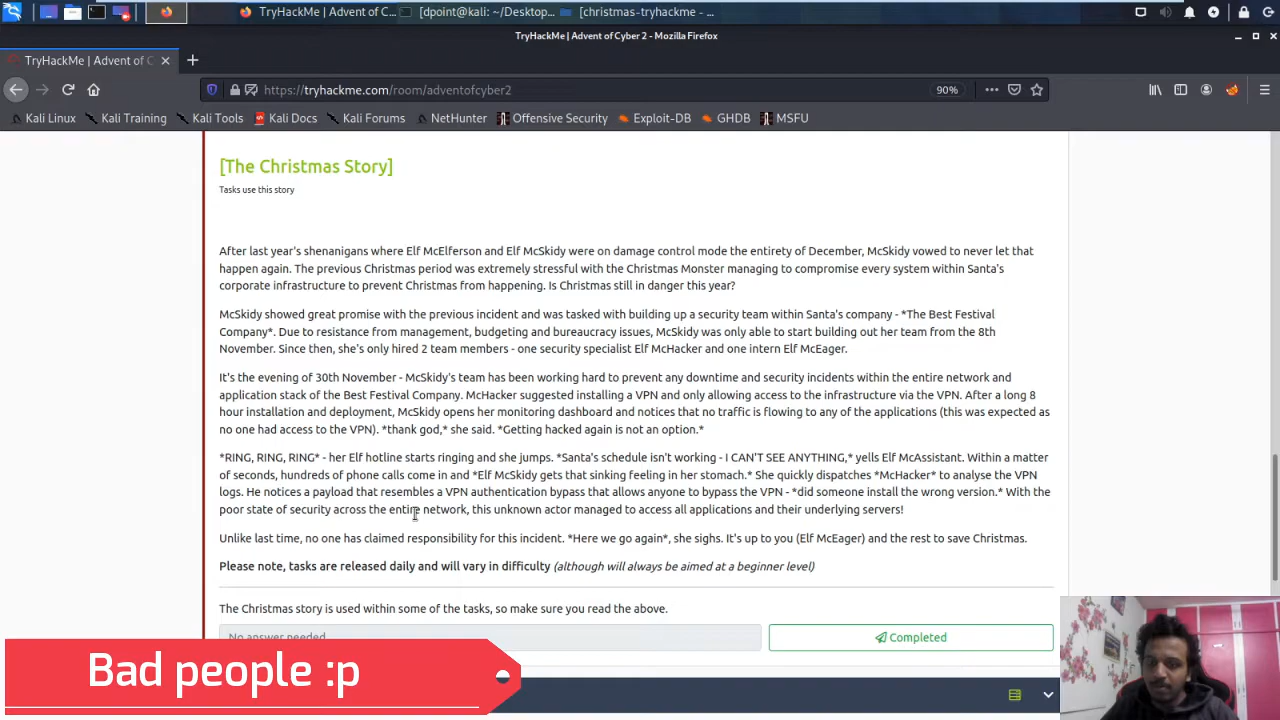 TryHackMe | Advent of C...
dpoint@kali: ~/Desktop...
[christmas-tryhackme - ...
TryHackMe | Advent of Cyber 2 - Mozilla Firefox
TryHackMe | Advent of C
https://tryhackme.com/room/adventofcyber2
90%
Kali Linux
Kali Training
Kali Tools
Kali Docs
Kali Forums
NetHunter
Offensive Security
Exploit-DB
GHDB
MSFU
[The Christmas Story]
Tasks use this story
After last year's shenanigans where Elf McElferson and Elf McSkidy were on damage control mode the entirety of December, McSkidy vowed to never let that
happen again. The previous Christmas period was extremely stressful with the Christmas Monster managing to compromise every system within Santa's
corporate infrastructure to prevent Christmas from happening. Is Christmas still in danger this year?
McSkidy showed great promise with the previous incident and was tasked with building up a security team within Santa's company - *The Best Festival
Company*. Due to resistance from management, budgeting and bureaucracy issues, McSkidy was only able to start building out her team from the 8th
November. Since then, she's only hired 2 team members - one security specialist Elf McHacker and one intern Elf McEager.
It's the evening of 30th November - McSkidy's team has been working hard to prevent any downtime and security incidents within the entire network and
application stack of the Best Festival Company. McHacker suggested installing a VPN and only allowing access to the infrastructure via the VPN. After a long 8
hour installation and deployment, McSkidy opens her monitoring dashboard and notices that no traffic is flowing to any of the applications (this was expected as
no one had access to the VPN). *thank god,* she said. *Getting hacked again is not an option.*
*RING, RING, RING* - her Elf hotline starts ringing and she jumps. *Santa's schedule isn't working - I CAN'T SEE ANYTHING,* yells Elf McAssistant. Within a matter
of seconds, hundreds of phone calls come in and *Elf McSkidy gets that sinking feeling in her stomach.* She quickly dispatches *McHacker* to analyse the VPN
logs. He notices a payload that resembles a VPN authentication bypass that allows anyone to bypass the VPN - *did someone install the wrong version.* With the
poor state of security across the entire network, this unknown actor managed to access all applications and their underlying servers!
Unlike last time, no one has claimed responsibility for this incident. *Here we go again*, she sighs. It's up to you (Elf McEager) and the rest to save Christmas.
Please note, tasks are released daily and will vary in difficulty (although will always be aimed at a beginner level)
The Christmas story is used within some of the tasks, so make sure you read the above.
No answer needed
Completed
Bad people :p